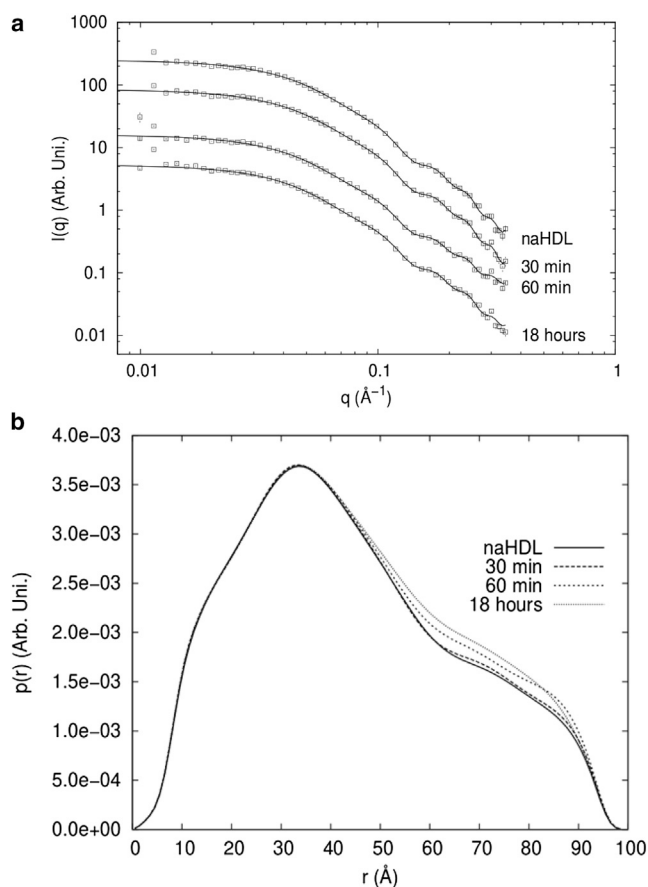 a
1000
100
10
1
0.1
0.01
I(q) (Arb. Uni.)
naHDL
30 min
60 min
18 hours
0.01
0.1
1
q (Å⁻¹)
b
4.0e−03
3.5e−03
3.0e−03
2.5e−03
2.0e−03
1.5e−03
1.0e−03
5.0e−04
0.0e+00
p(r) (Arb. Uni.)
naHDL
30 min
60 min
18 hours
0 10 20 30 40 50 60 70 80 90 100
r (Å)